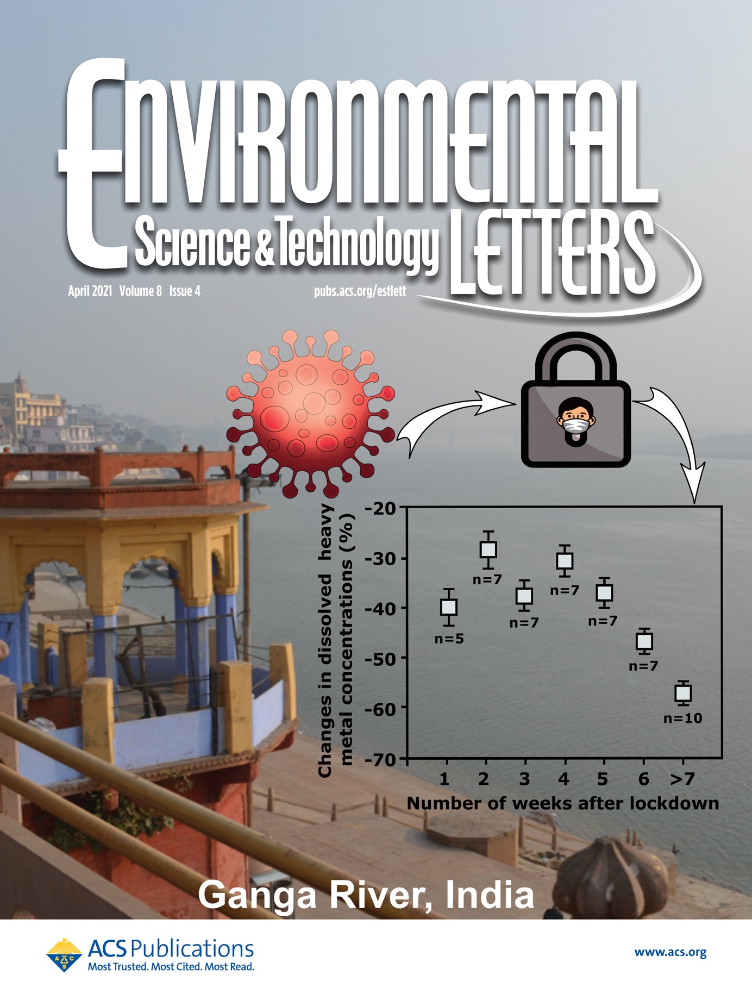 ENVIRONMENTAL
Science & Technology LETTERS
April 2021 Volume 8 Issue 4 pubs.acs.org/estlett
Changes in dissolved heavy
metal concentrations (%)
-20
-30
-40
-50
-60
-70
n=5
n=7
n=7
n=7
n=7
n=7
n=10
1 2 3 4 5 6 >7
Number of weeks after lockdown
Ganga River, India
A C S
ACS Publications
Most Trusted. Most Cited. Most Read.
www.acs.org